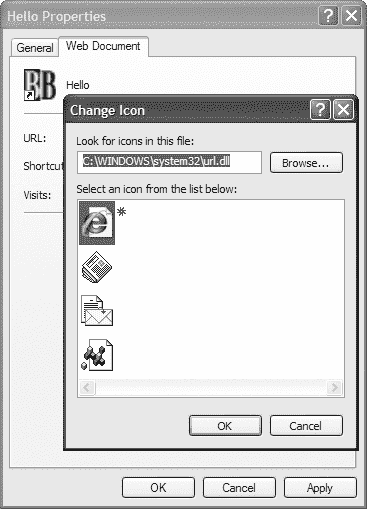 Hello Properties
General
Web Document
Hello
URL:
Shortcut
Visits:
Change Icon
Look for icons in this file:
C:\WINDOWS\system32\url.dll
Browse...
Select an icon from the list below:
OK
Cancel
OK
Cancel
Apply